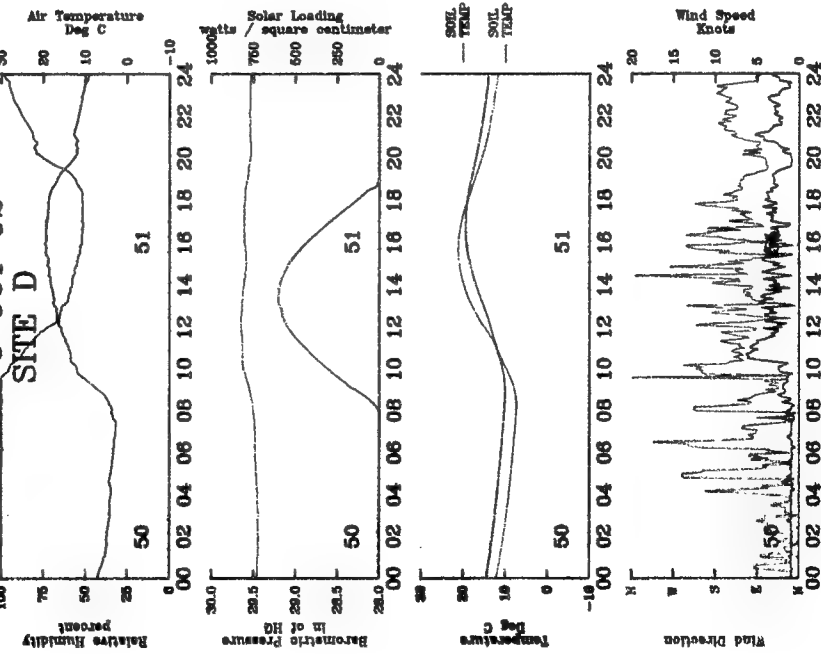 SITE D
Air Temperature
Deg C
30
20
10
0
-10
100
75
50
25
0
Relative Humidity
percent
50
51
00 02 04 06 08 10 12 14 16 18 20 22 24
Solar Loading
watts / square centimeter
1000
750
500
250
0
30.0
29.5
29.0
28.5
28.0
Barometric Pressure
in of HG
50
51
00 02 04 06 08 10 12 14 16 18 20 22 24
SOIL
TEMP
SOIL
TEMP
10
0
-10
Temperature
Deg C
50
51
00 02 04 06 08 10 12 14 16 18 20 22 24
Wind Speed
Knots
20
15
10
5
0
N
W
S
E
N
Wind Direction
50
00 02 04 06 08 10 12 14 16 18 20 22 24